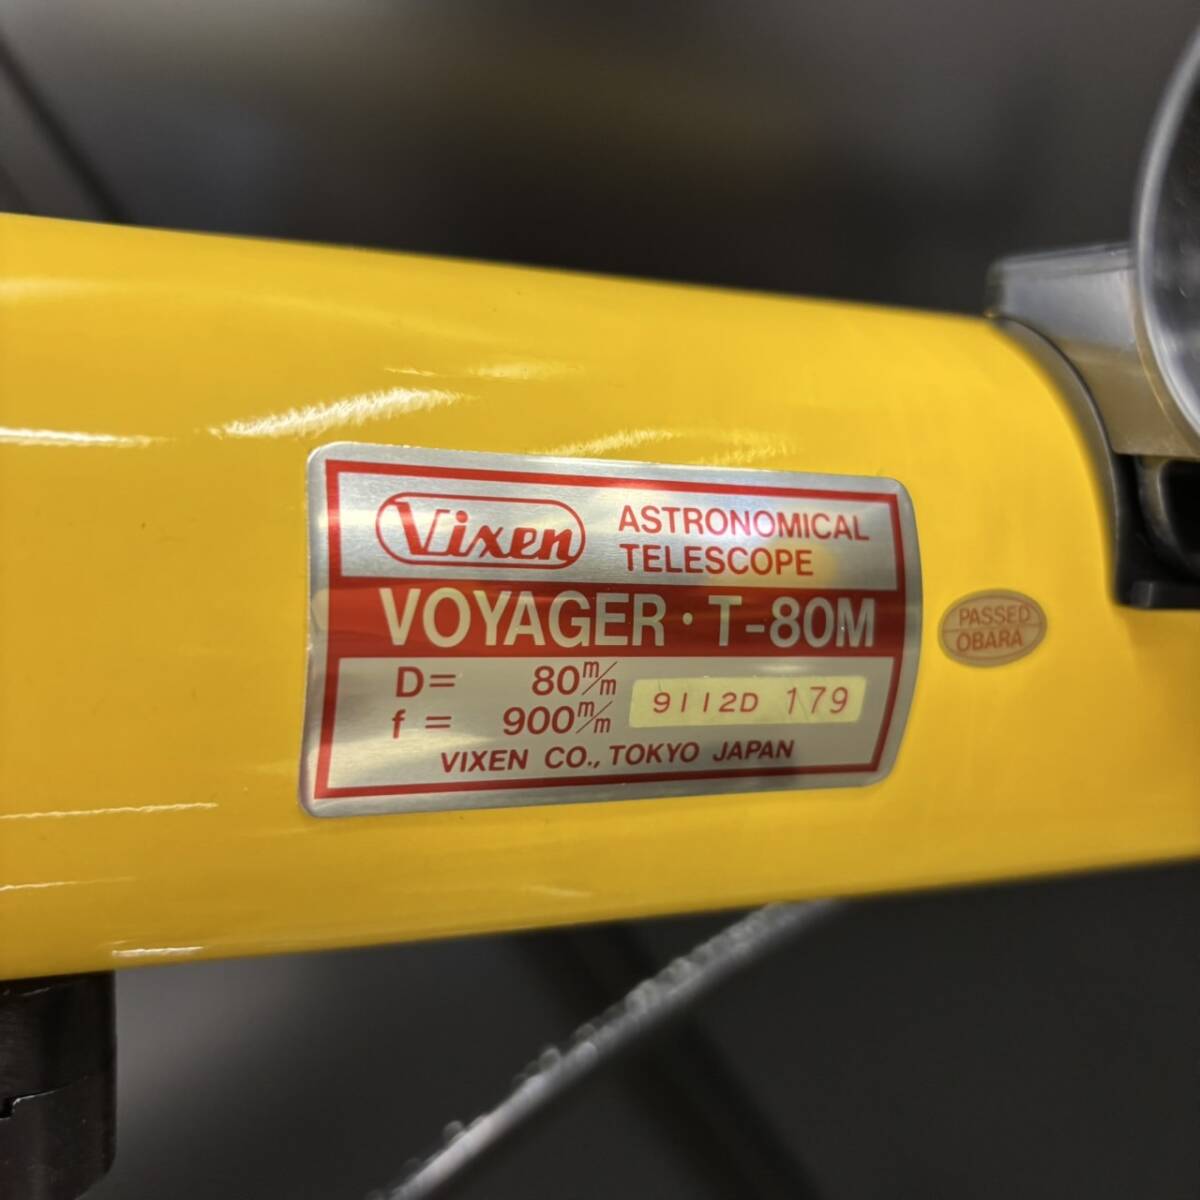 Vixen
ASTRONOMICAL
TELESCOPE
VOYAGER・T-80M
D= 80m/m
f = 900m/m
9112D 179
VIXEN CO., TOKYO JAPAN
PASSED
OBARA